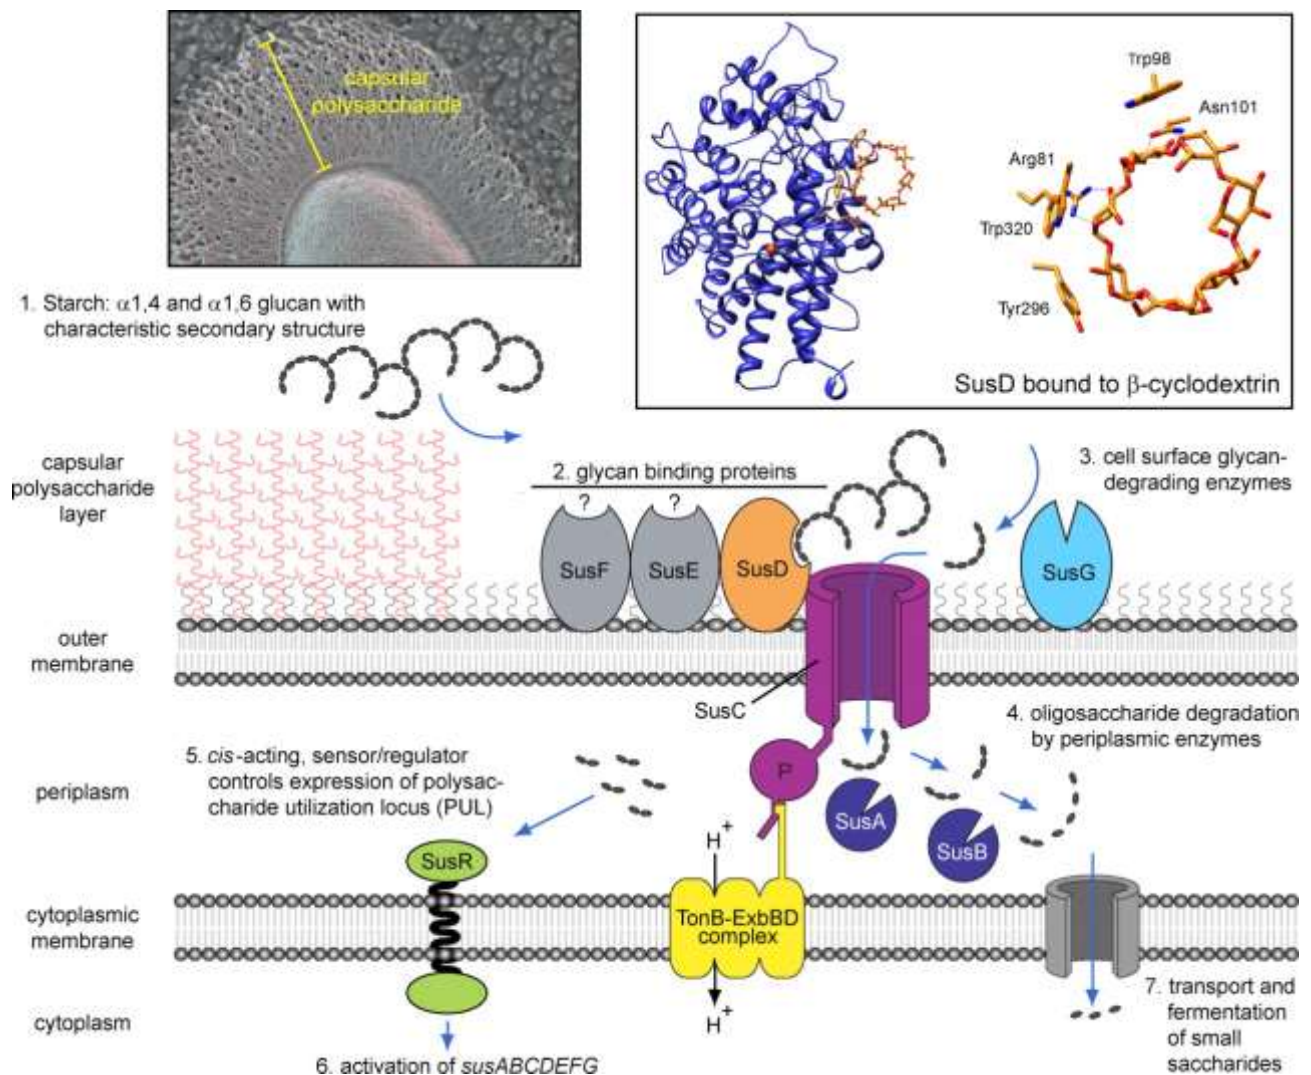 capsular
polysaccharide
Trp98
Asn101
Arg81
Trp320
Tyr296
SusD bound to β-cyclodextrin
1. Starch: α1,4 and α1,6 glucan with
characteristic secondary structure
capsular
polysaccharide
layer
2. glycan binding proteins
3. cell surface glycan-
degrading enzymes
?
?
SusF
SusE
SusD
SusG
outer
membrane
SusC
4. oligosaccharide degradation
by periplasmic enzymes
5. cis-acting, sensor/regulator
controls expression of polysac-
charide utilization locus (PUL)
periplasm
P
SusA
SusB
H+
SusR
cytoplasmic
membrane
TonB-ExbBD
complex
7. transport and
fermentation
of small
saccharides
cytoplasm
H+
6. activation of susABCDEFG